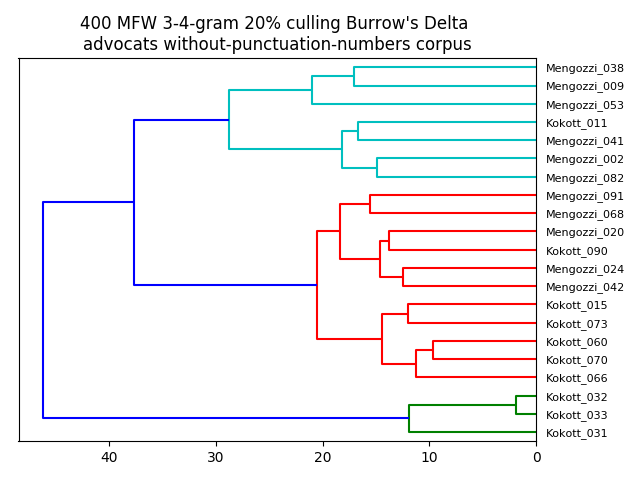 400 MFW 3-4-gram 20% culling Burrow's Delta
advocats without-punctuation-numbers corpus
Mengozzi_038
Mengozzi_009
Mengozzi_053
Kokott_011
Mengozzi_041
Mengozzi_002
Mengozzi_082
Mengozzi_091
Mengozzi_068
Mengozzi_020
Kokott_090
Mengozzi_024
Mengozzi_042
Kokott_015
Kokott_073
Kokott_060
Kokott_070
Kokott_066
Kokott_032
Kokott_033
Kokott_031
40 30 20 10 0